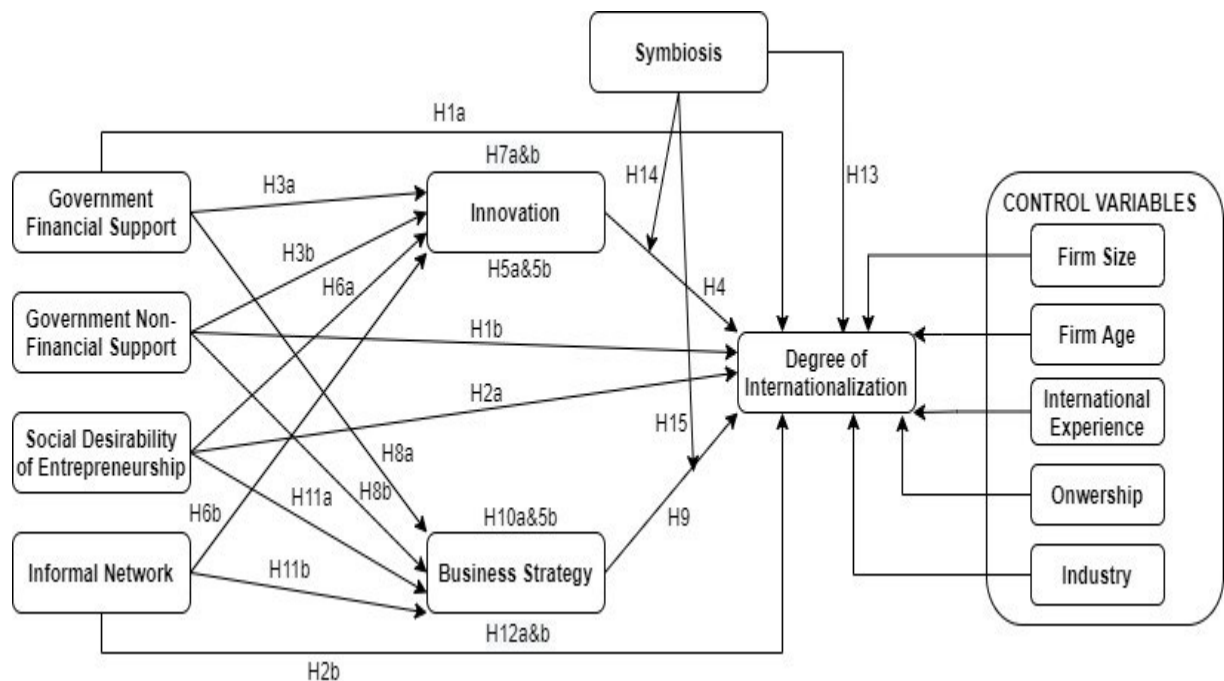 Symbiosis
H1a
H7a&b
H14
H13
Government
Financial Support
H3a
Innovation
CONTROL VARIABLES
Firm Size
H3b
H6a
H5a&5b
H4
Government Non-
Financial Support
H1b
Firm Age
Degree of
Internationalization
H2a
International
Experience
Social Desirability
of Entrepreneurship
H15
H8a
H8b
H11a
H6b
H10a&5b
H9
Onwership
Informal Network
H11b
Business Strategy
Industry
H12a&b
H2b